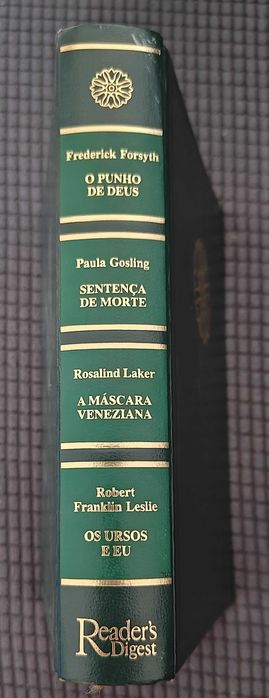 Frederick Forsyth
O PUNHO
DE DEUS
Paula Gosling
SENTENÇA
DE MORTE
Rosalind Laker
A MÁSCARA
VENEZIANA
Robert
Franklin Leslie
OS URSOS
E EU
Reader's
Digest